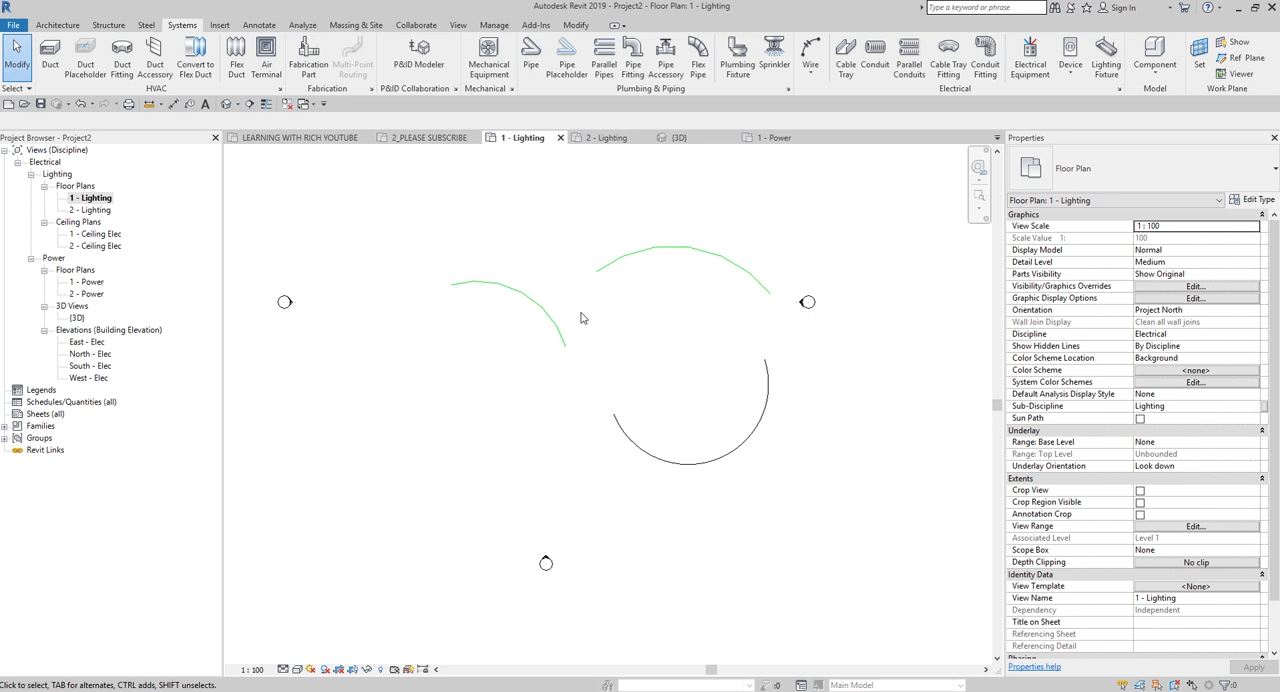 Autodesk Revit 2019 - Project2 - Floor Plan: 1 - Lighting
Type a keyword or phrase
Sign In
File Architecture Structure Steel Systems Insert Annotate Analyze Massing & Site Collaborate View Manage Add-Ins Modify
Modify
Duct
Duct Placeholder
Duct Fitting
Duct Accessory
Convert to Flex Duct
Flex Duct
Air Terminal
Fabrication Part
Multi-Point Routing
P&ID Modeler
Mechanical Equipment
Pipe
Pipe Placeholder
Parallel Pipes
Pipe Fitting
Pipe Accessory
Flex Pipe
Plumbing Fixture
Sprinkler
Wire
Cable Tray
Conduit
Parallel Conduits
Cable Tray Fitting
Conduit Fitting
Electrical Equipment
Device
Lighting Fixture
Component
Set
Show
Ref Plane
Viewer
Select
HVAC
Fabrication
P&ID Collaboration
Mechanical
Plumbing & Piping
Electrical
Model
Work Plane
Project Browser - Project2
LEARNING WITH RICH YOUTUBE
2_PLEASE SUBSCRIBE
1 - Lighting
2 - Lighting
{3D}
1 - Power
Views (Discipline)
Electrical
Lighting
Floor Plans
1 - Lighting
2 - Lighting
Ceiling Plans
1 - Ceiling Elec
2 - Ceiling Elec
Power
Floor Plans
1 - Power
2 - Power
3D Views
{3D}
Elevations (Building Elevation)
East - Elec
North - Elec
South - Elec
West - Elec
Legends
Schedules/Quantities (all)
Sheets (all)
Families
Groups
Revit Links
Properties
Floor Plan
Floor Plan: 1 - Lighting
Edit Type
Graphics
View Scale 1 : 100
Scale Value 1: 100
Display Model Normal
Detail Level Medium
Parts Visibility Show Original
Visibility/Graphics Overrides Edit...
Graphic Display Options Edit...
Orientation Project North
Wall Join Display Clean all wall joins
Discipline Electrical
Show Hidden Lines By Discipline
Color Scheme Location Background
Color Scheme <none>
System Color Schemes Edit...
Default Analysis Display Style None
Sub-Discipline Lighting
Sun Path
Underlay
Range: Base Level None
Range: Top Level Unbounded
Underlay Orientation Look down
Extents
Crop View
Crop Region Visible
Annotation Crop
View Range Edit...
Associated Level Level 1
Scope Box None
Depth Clipping No clip
Identity Data
View Template <None>
View Name 1 - Lighting
Dependency Independent
Title on Sheet
Referencing Sheet
Referencing Detail
Properties help
Apply
1 : 100
Click to select, TAB for alternates, CTRL adds, SHIFT unselects.
:0
Main Model
:0